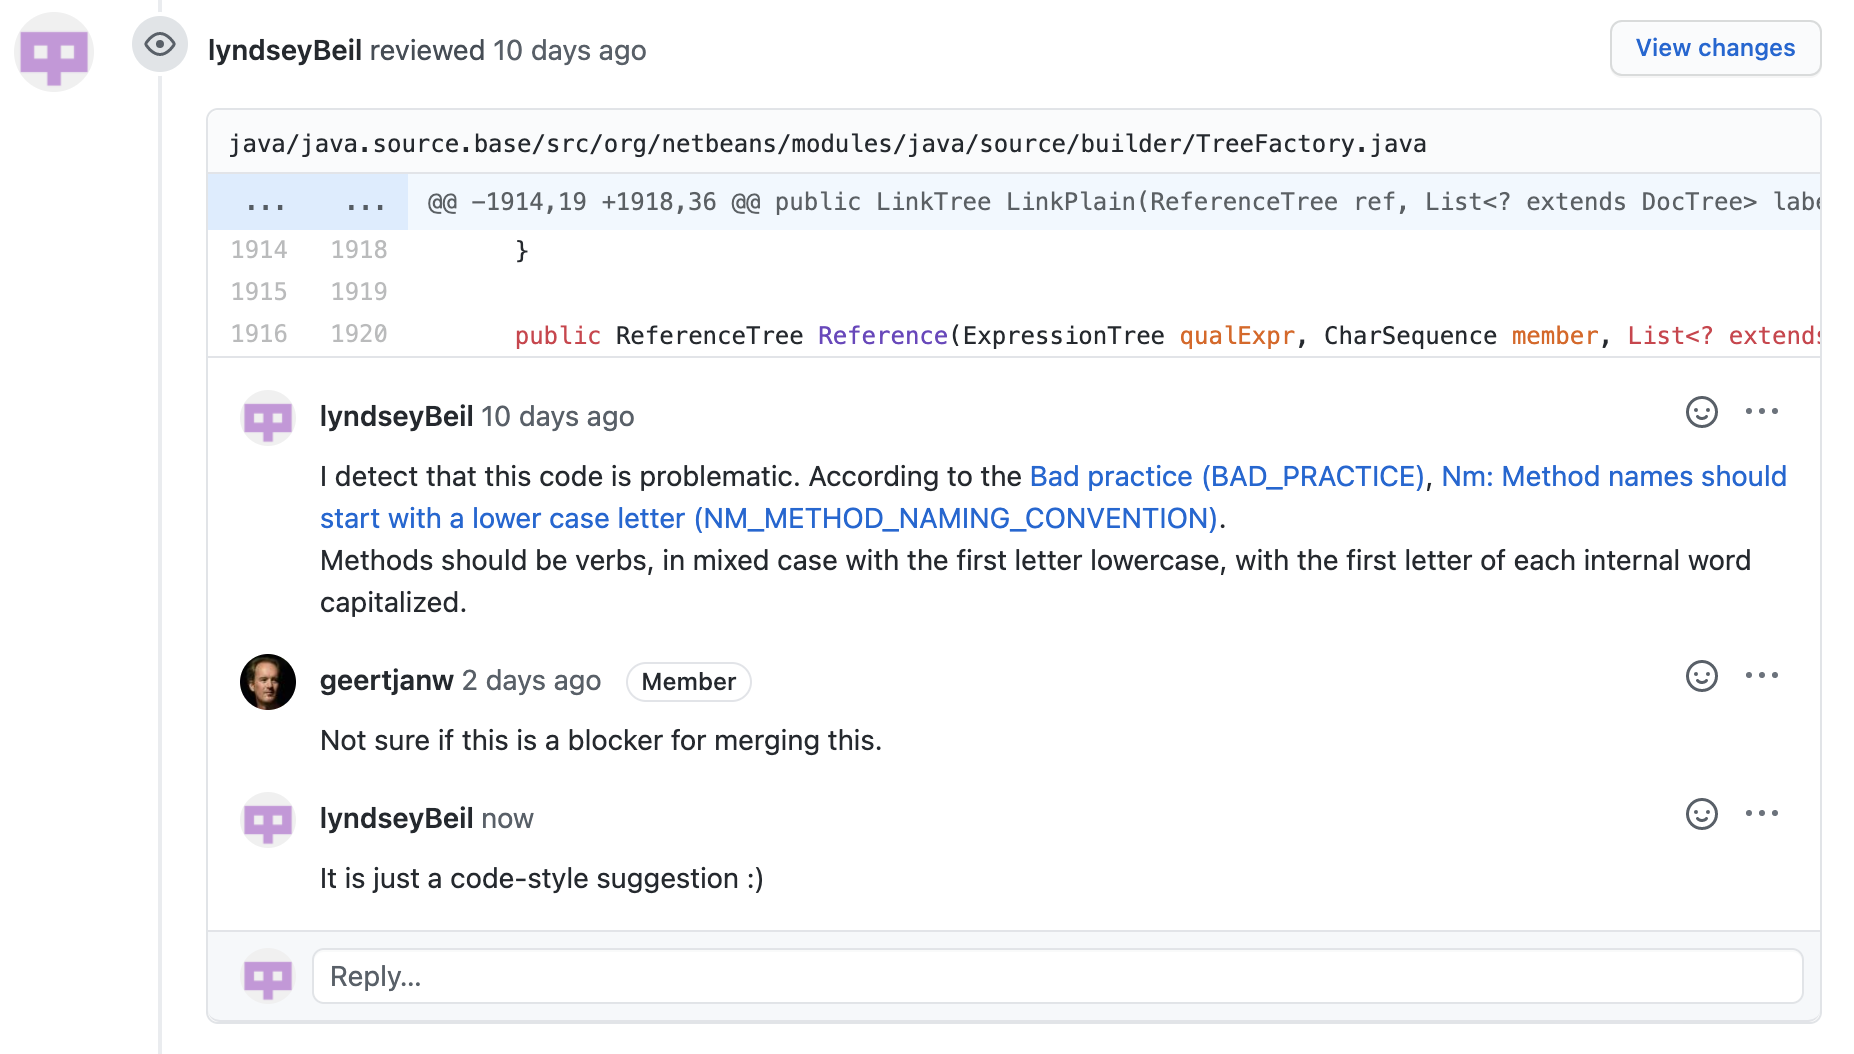 lyndseyBeil reviewed 10 days ago
View changes
java/java.source.base/src/org/netbeans/modules/java/source/builder/TreeFactory.java
... ... @@ -1914,19 +1918,36 @@ public LinkTree LinkPlain(ReferenceTree ref, List<? extends DocTree> labe
1914 1918 }
1915 1919
1916 1920 public ReferenceTree Reference(ExpressionTree qualExpr, CharSequence member, List<? extends
lyndseyBeil 10 days ago
I detect that this code is problematic. According to the Bad practice (BAD_PRACTICE), Nm: Method names should
start with a lower case letter (NM_METHOD_NAMING_CONVENTION).
Methods should be verbs, in mixed case with the first letter lowercase, with the first letter of each internal word
capitalized.
geertjanw 2 days ago Member
Not sure if this is a blocker for merging this.
lyndseyBeil now
It is just a code-style suggestion :)
Reply...